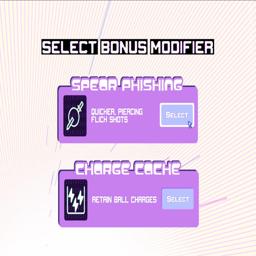 SELECT BONUS MODIFIER
SPEAR-PHISHING
QUICKER, PIERCING
FLICK SHOTS
SELECT
CHARGE CACHE
RETAIN BALL CHARGES
SELECT